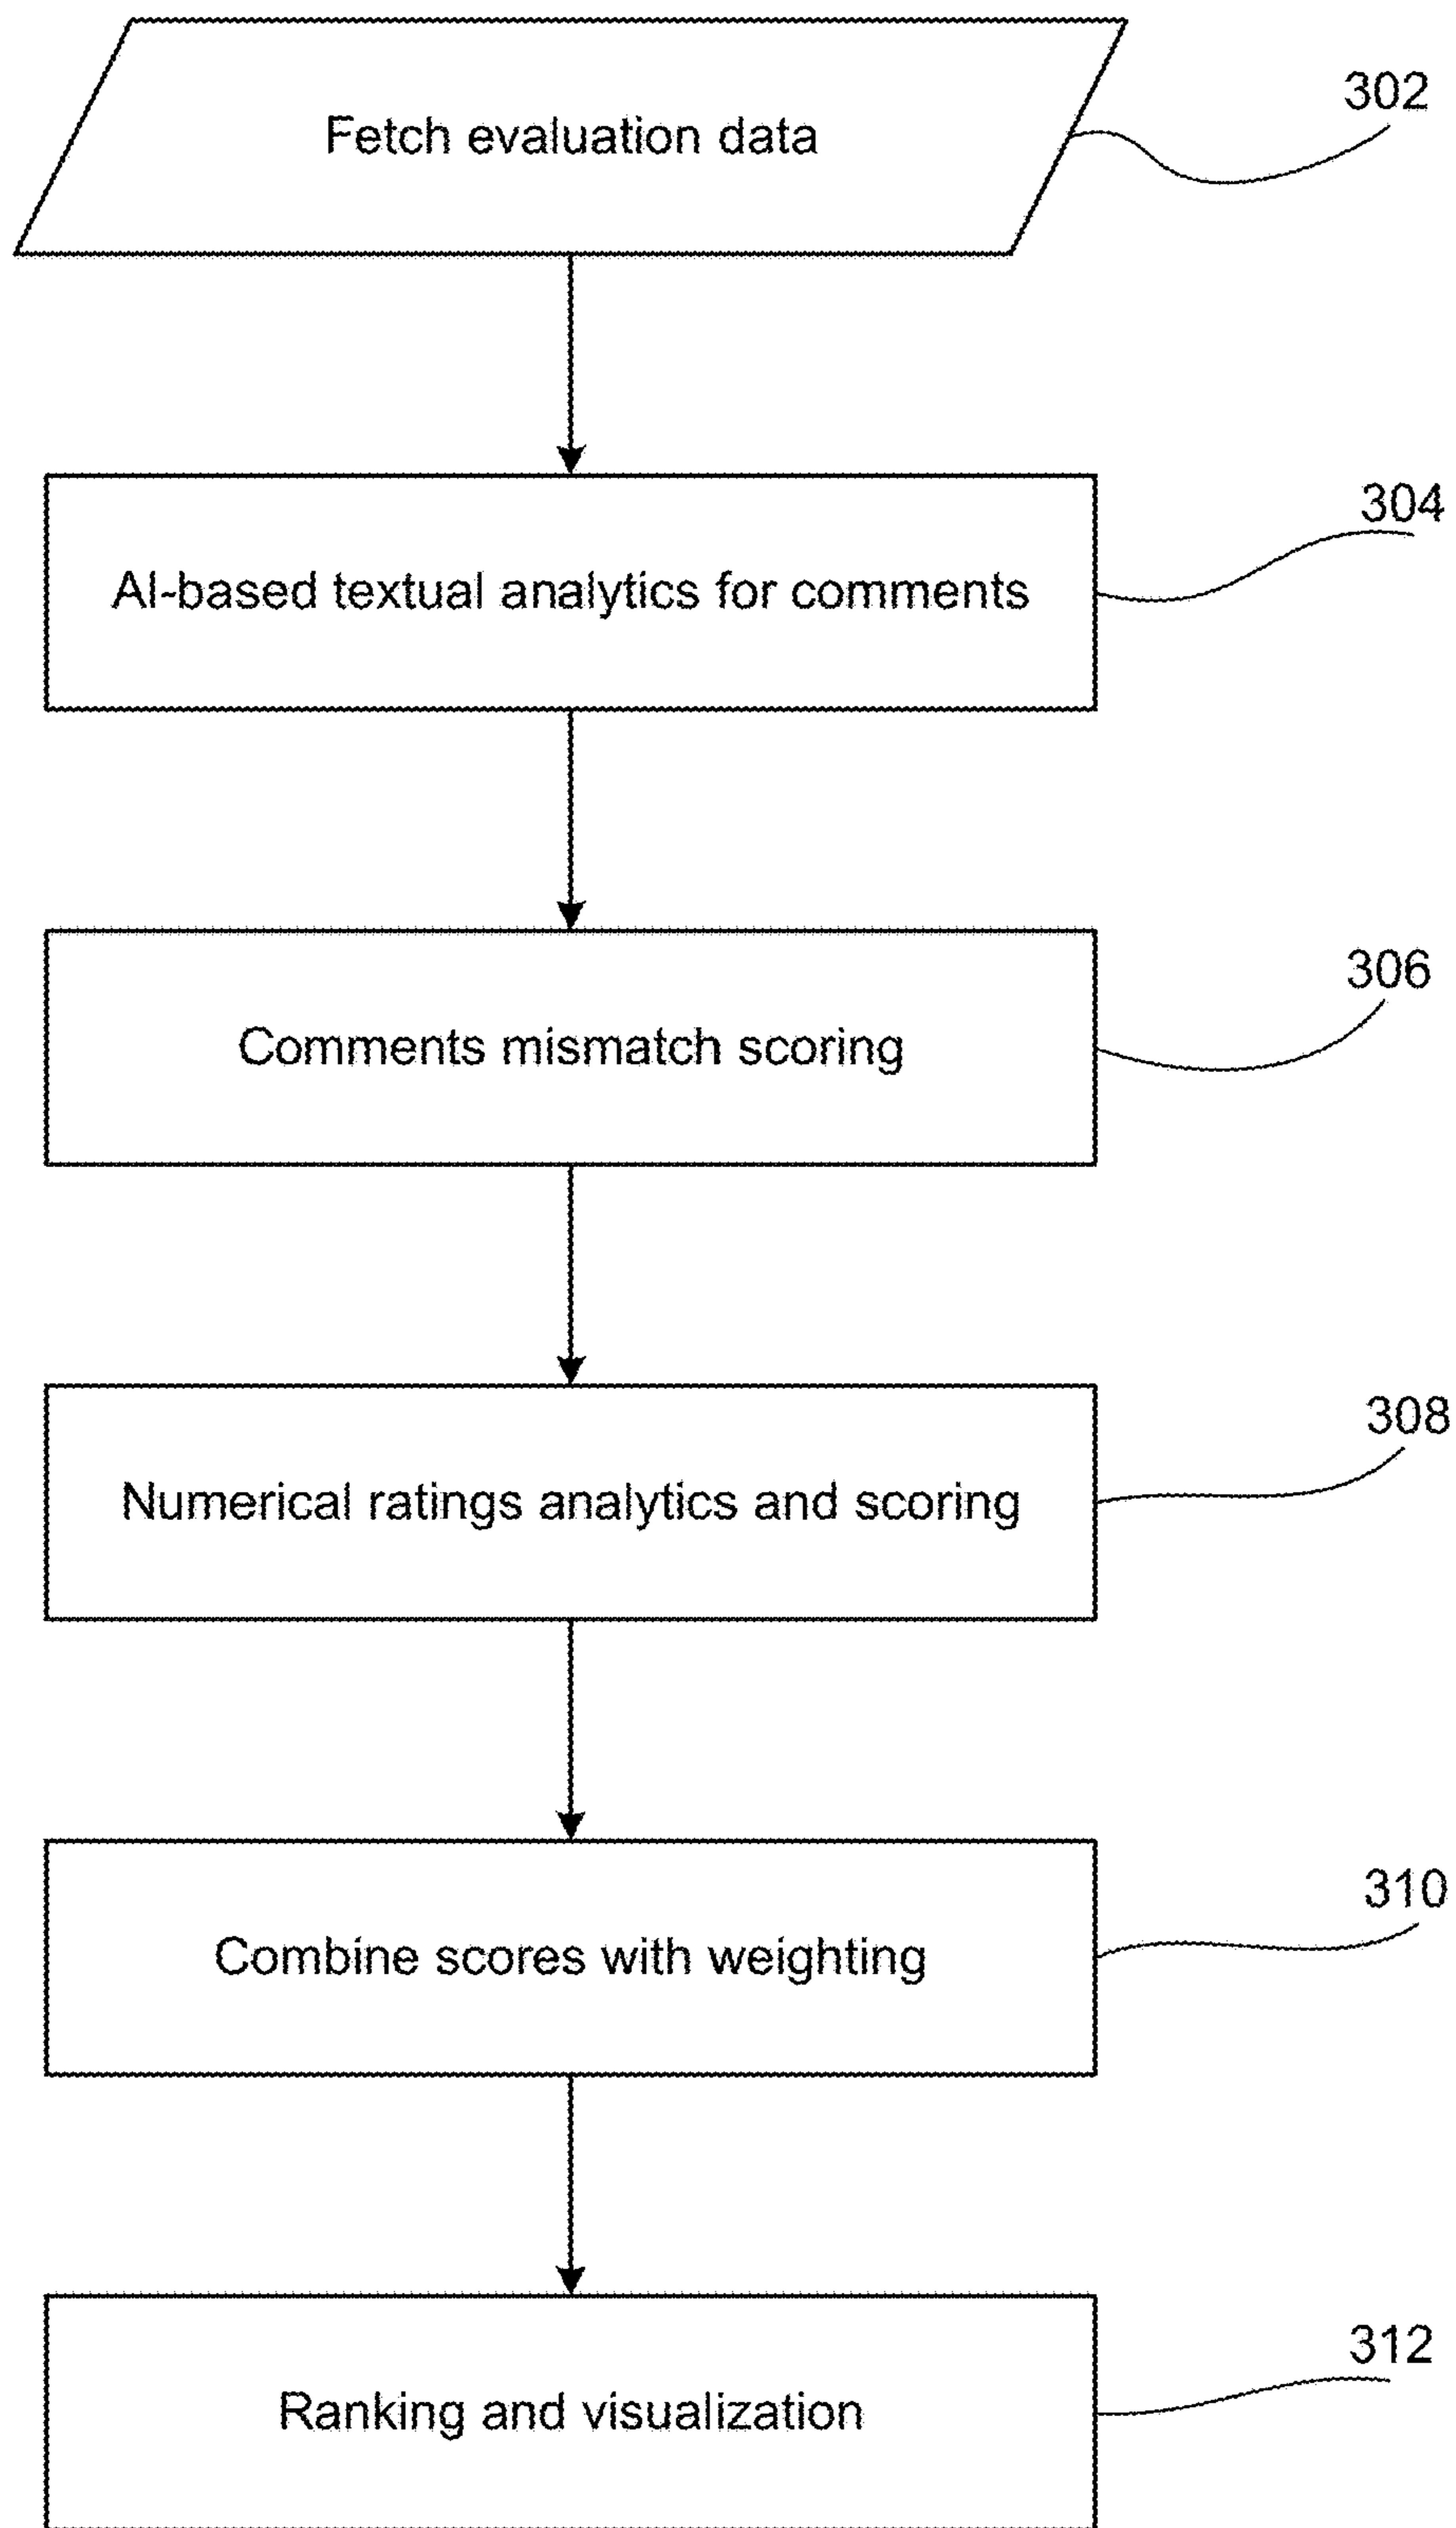 Fetch evaluation data
302
AI-based textual analytics for comments
304
Comments mismatch scoring
306
Numerical ratings analytics and scoring
308
Combine scores with weighting
310
Ranking and visualization
312